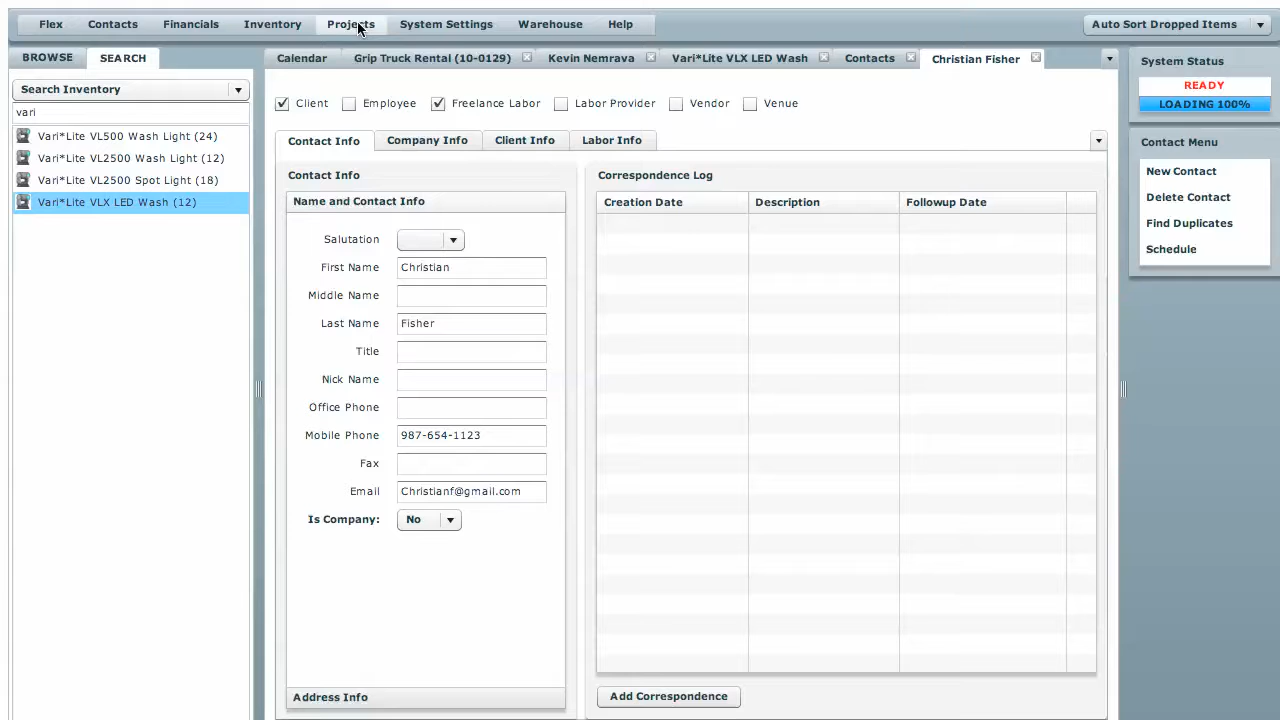 Flex Contacts Financials Inventory Projects System Settings Warehouse Help Auto Sort Dropped Items
BROWSE SEARCH
Search Inventory
vari
Vari*Lite VL500 Wash Light (24)
Vari*Lite VL2500 Wash Light (12)
Vari*Lite VL2500 Spot Light (18)
Vari*Lite VLX LED Wash (12)
Calendar Grip Truck Rental (10-0129) Kevin Nemrava Vari*Lite VLX LED Wash Contacts Christian Fisher
Client Employee Freelance Labor Labor Provider Vendor Venue
Contact Info Company Info Client Info Labor Info
Contact Info
Name and Contact Info
Salutation
First Name Christian
Middle Name
Last Name Fisher
Title
Nick Name
Office Phone
Mobile Phone 987-654-1123
Fax
Email Christianf@gmail.com
Is Company: No
Address Info
Correspondence Log
Creation Date Description Followup Date
Add Correspondence
System Status
READY
LOADING 100%
Contact Menu
New Contact
Delete Contact
Find Duplicates
Schedule